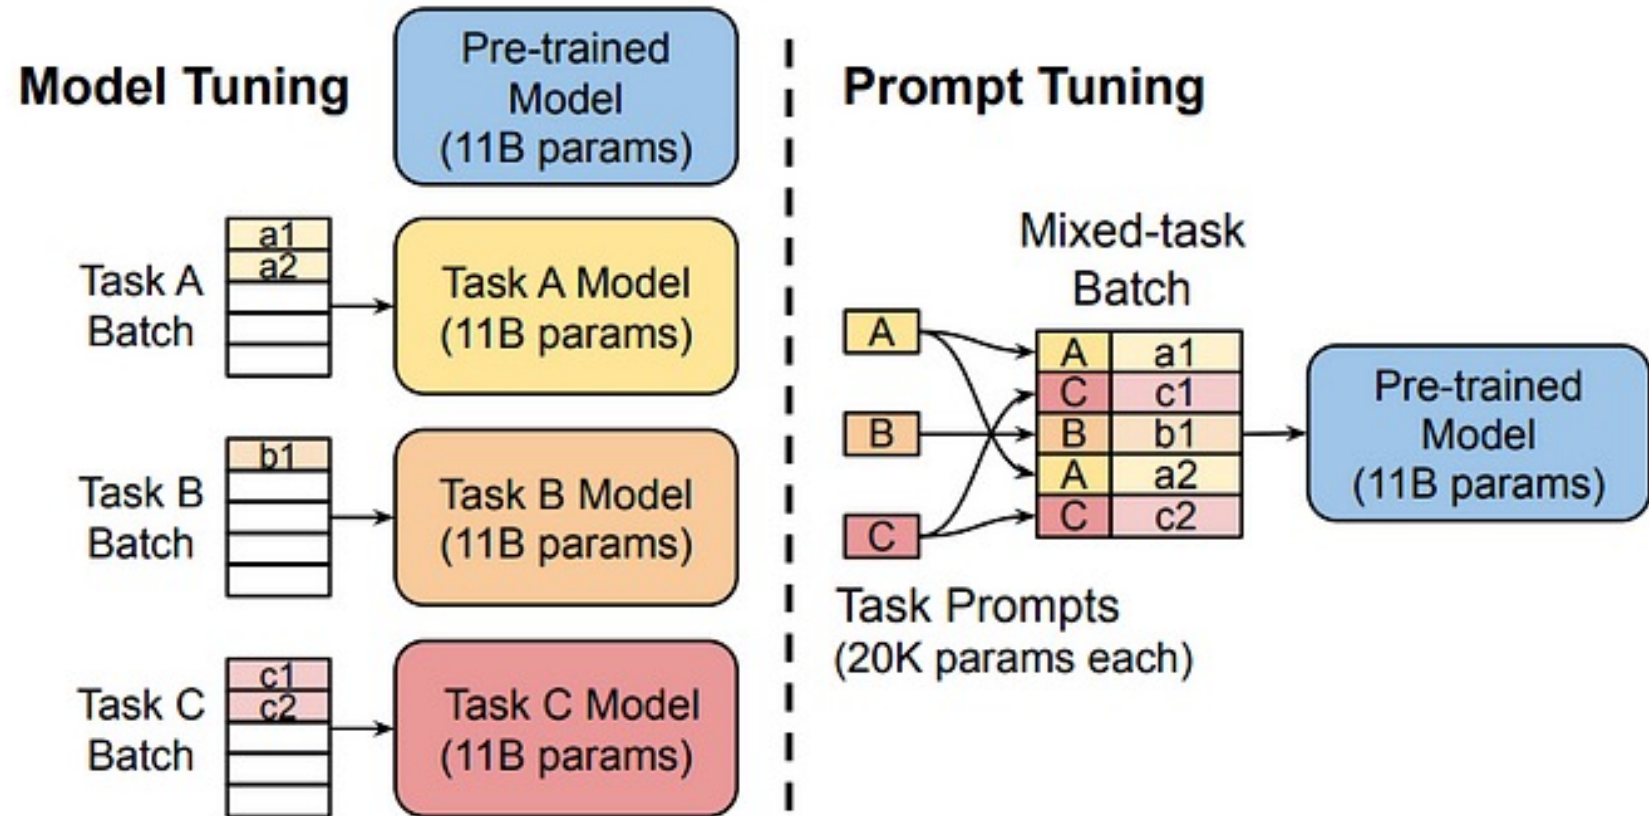 Model Tuning
Pre-trained
Model
(11B params)
Task A
Batch
a1
a2
Task A Model
(11B params)
Task B
Batch
b1
Task B Model
(11B params)
Task C
Batch
c1
c2
Task C Model
(11B params)
Prompt Tuning
Mixed-task
Batch
A
B
C
A a1
C c1
B b1
A a2
C c2
Task Prompts
(20K params each)
Pre-trained
Model
(11B params)